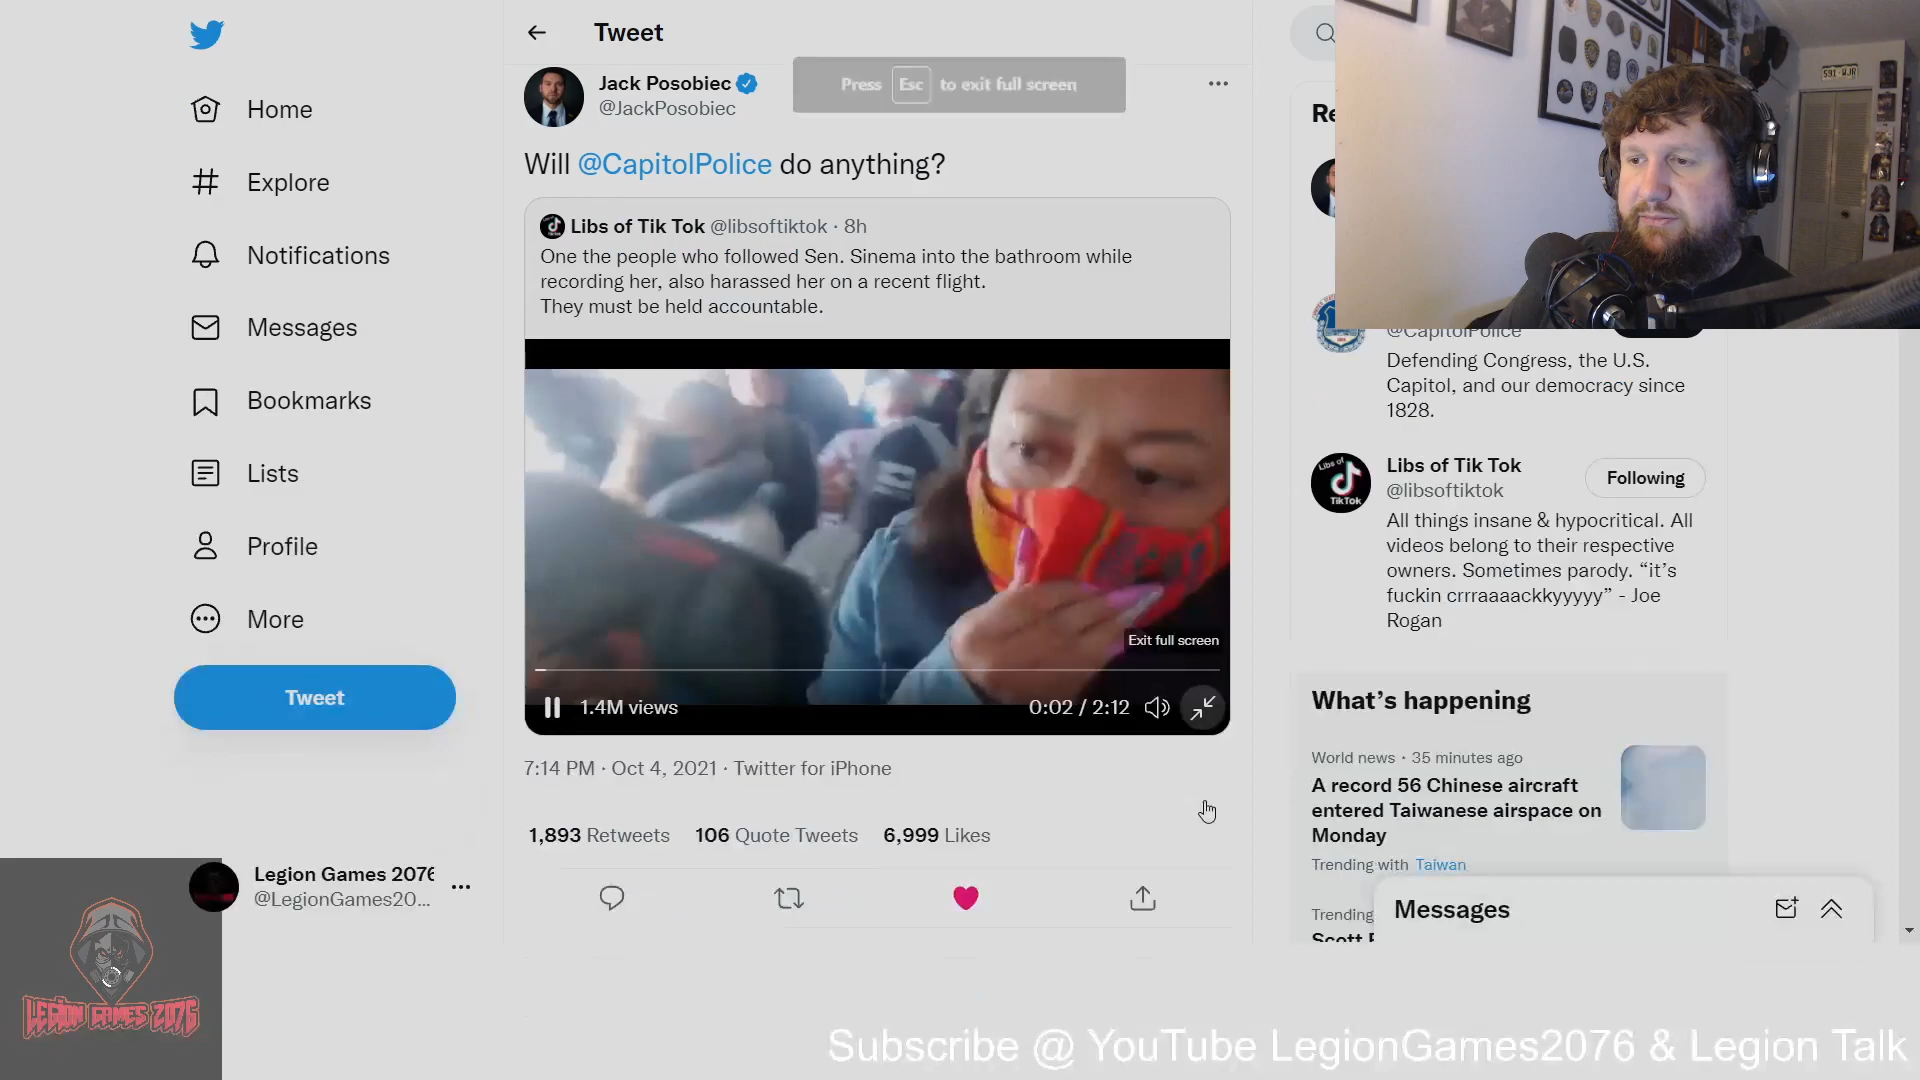 Tweet
Jack Posobiec
@JackPosobiec
Press Esc to exit full screen
Home
Explore
Notifications
Messages
Bookmarks
Lists
Profile
More
Tweet
Legion Games 2076
@LegionGames20...
LEGION GAMES 2076
Will @CapitolPolice do anything?
Libs of Tik Tok @libsoftiktok · 8h
One the people who followed Sen. Sinema into the bathroom while
recording her, also harassed her on a recent flight.
They must be held accountable.
Exit full screen
1.4M views
0:02 / 2:12
7:14 PM · Oct 4, 2021 · Twitter for iPhone
1,893 Retweets 106 Quote Tweets 6,999 Likes
Re
@CapitolPolice
Defending Congress, the U.S.
Capitol, and our democracy since
1828.
Libs of Tik Tok
@libsoftiktok
Following
All things insane & hypocritical. All
videos belong to their respective
owners. Sometimes parody. “it’s
fuckin crrraaaackkyyyyy” - Joe
Rogan
What’s happening
World news · 35 minutes ago
A record 56 Chinese aircraft
entered Taiwanese airspace on
Monday
Trending with Taiwan
Trending
Messages
Subscribe @ YouTube LegionGames2076 & Legion Talk